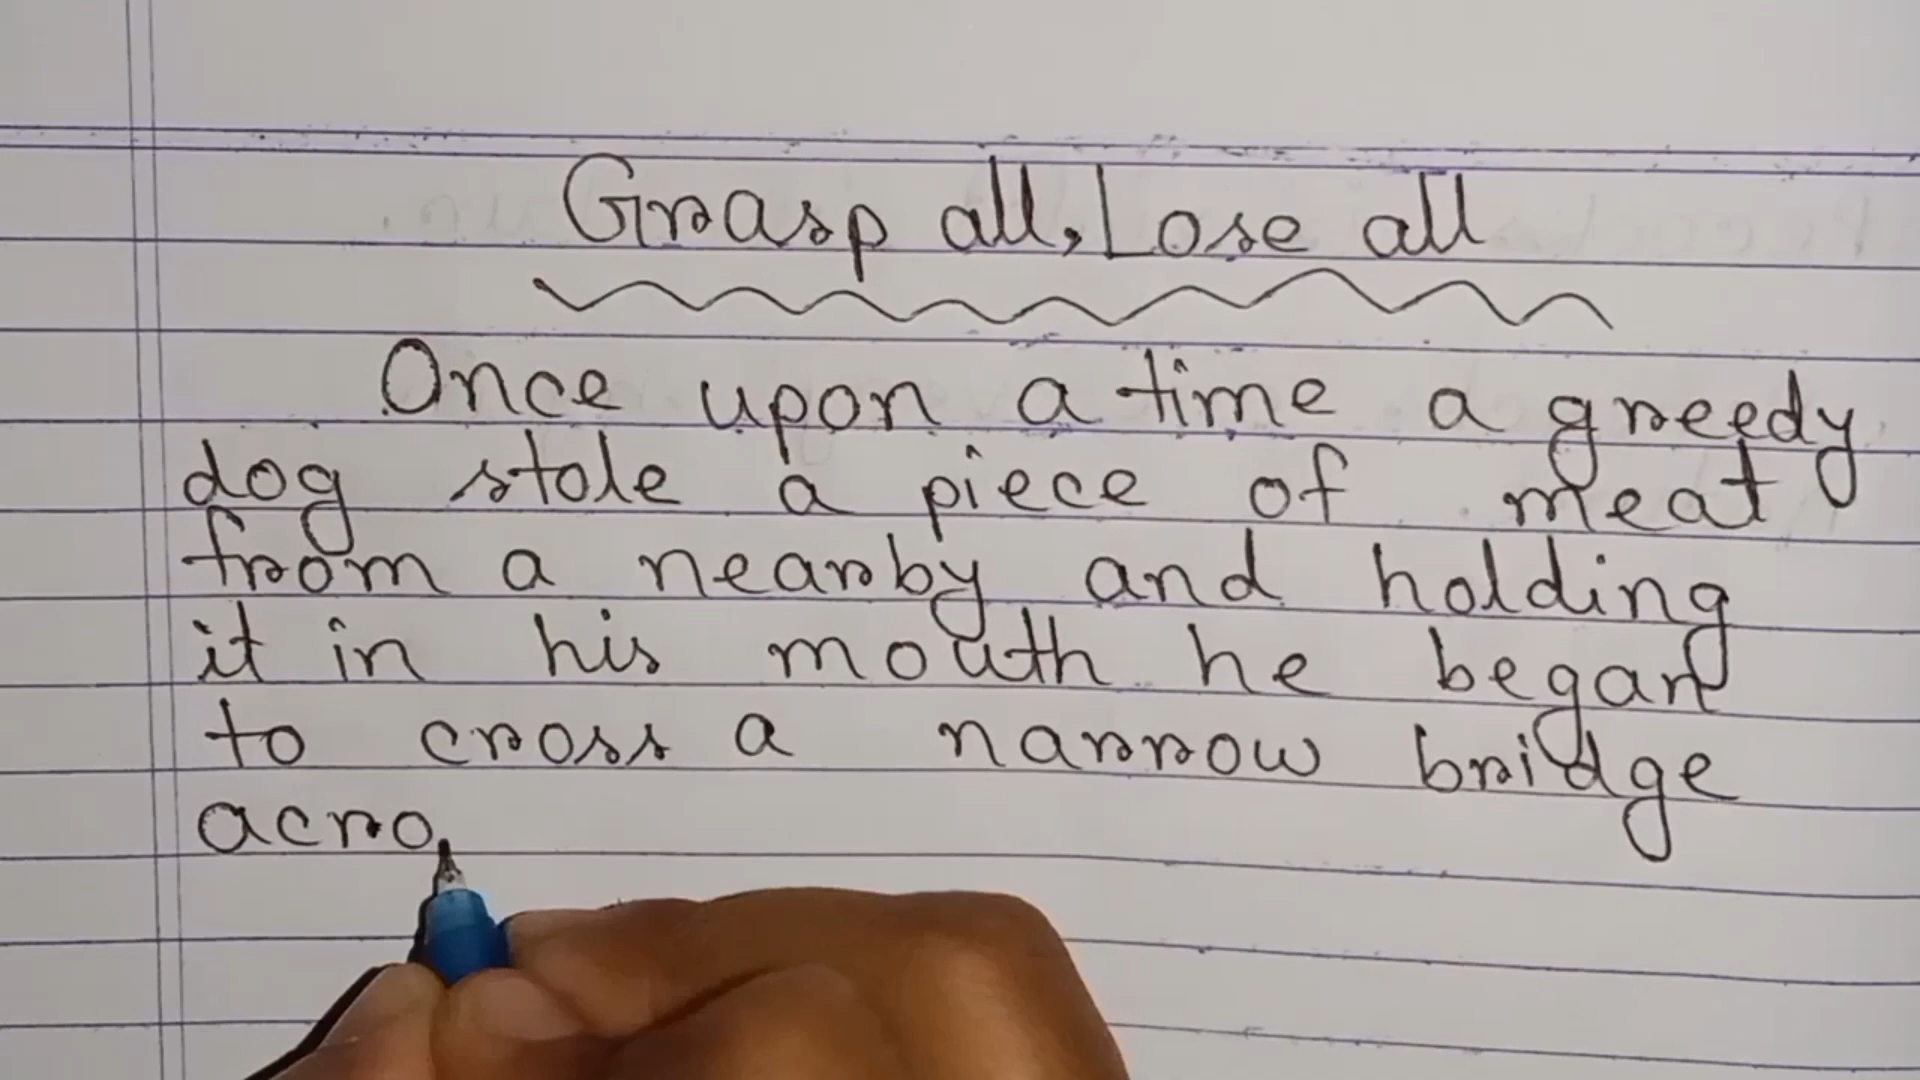 Grasp all, Lose all
Once upon a time a greedy
dog stole a piece of meat
from a nearby and holding
it in his mouth he began
to cross a narrow bridge
acro